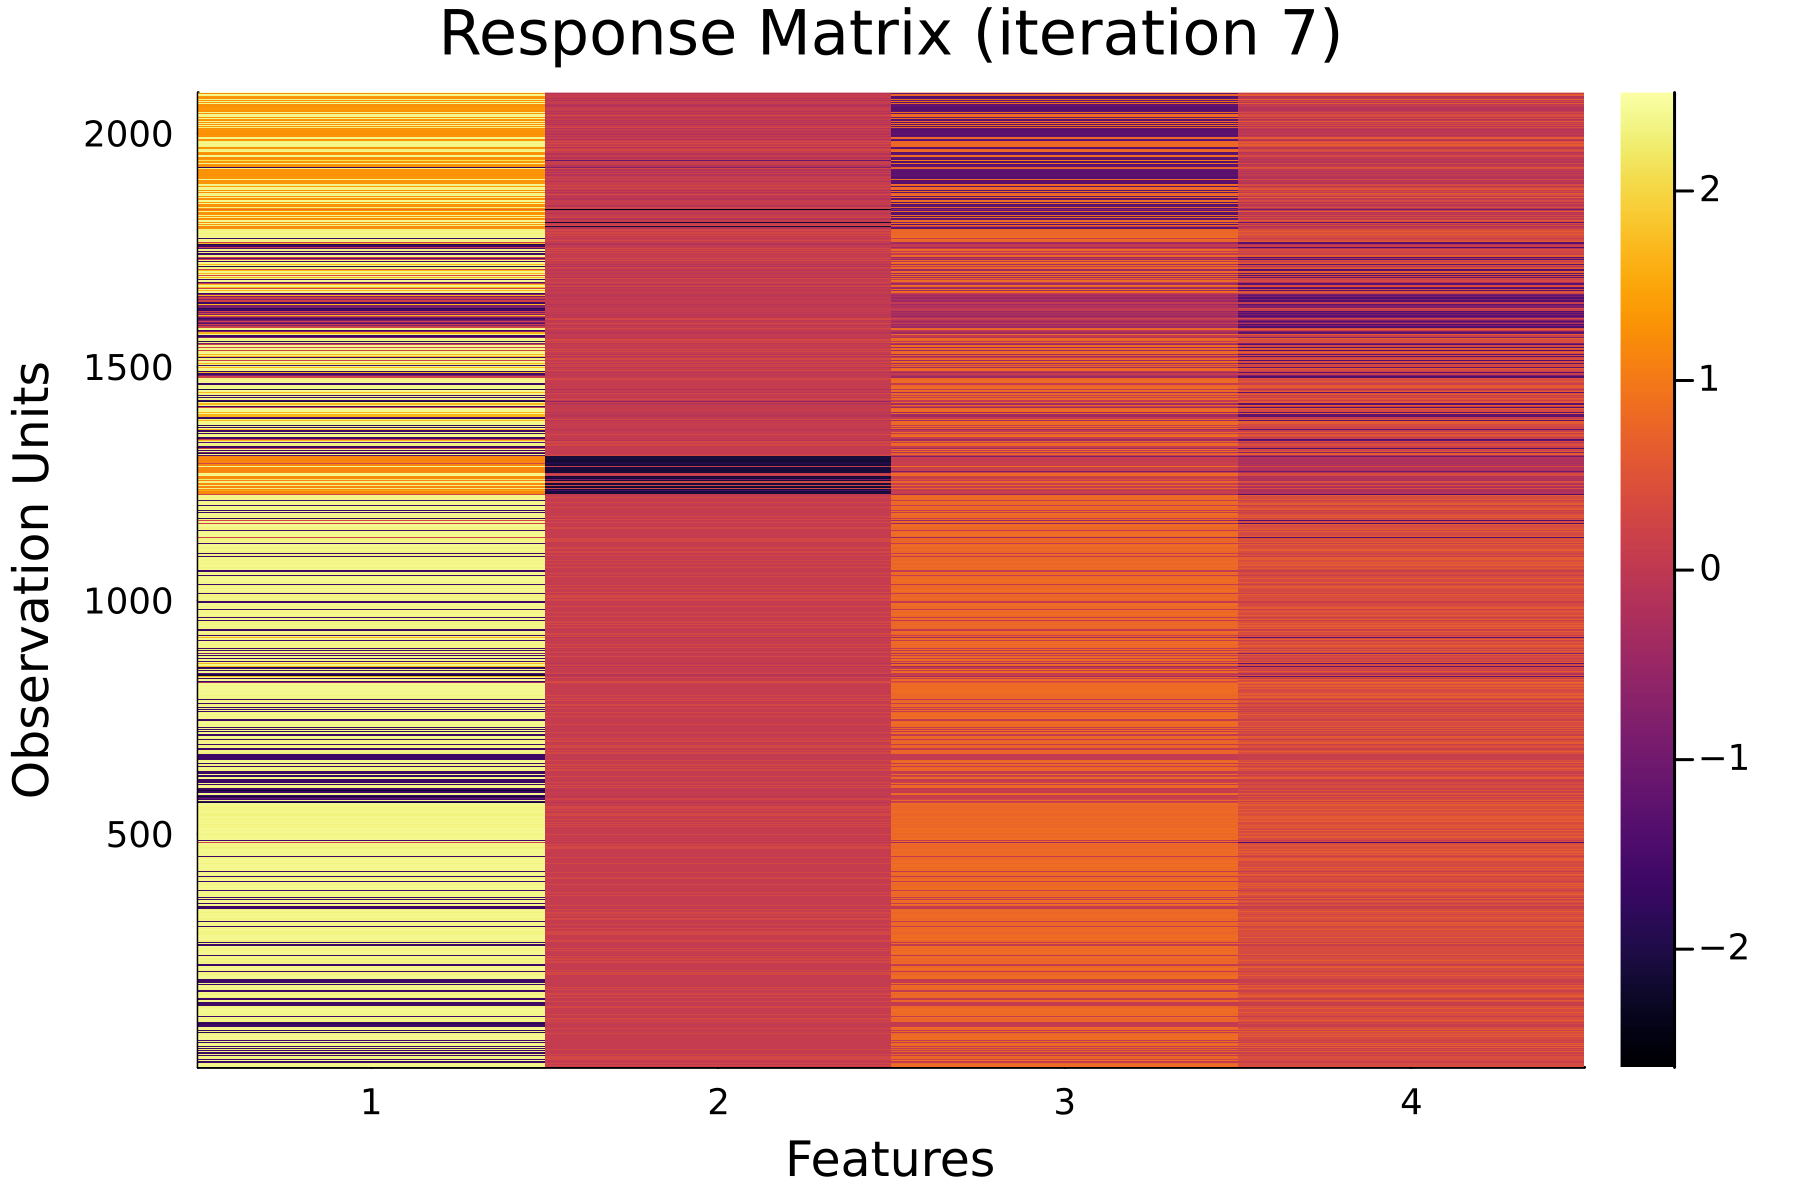 Response Matrix (iteration 7)
Observation Units
2000
1500
1000
500
1 2 3 4
Features
2
1
0
−1
−2